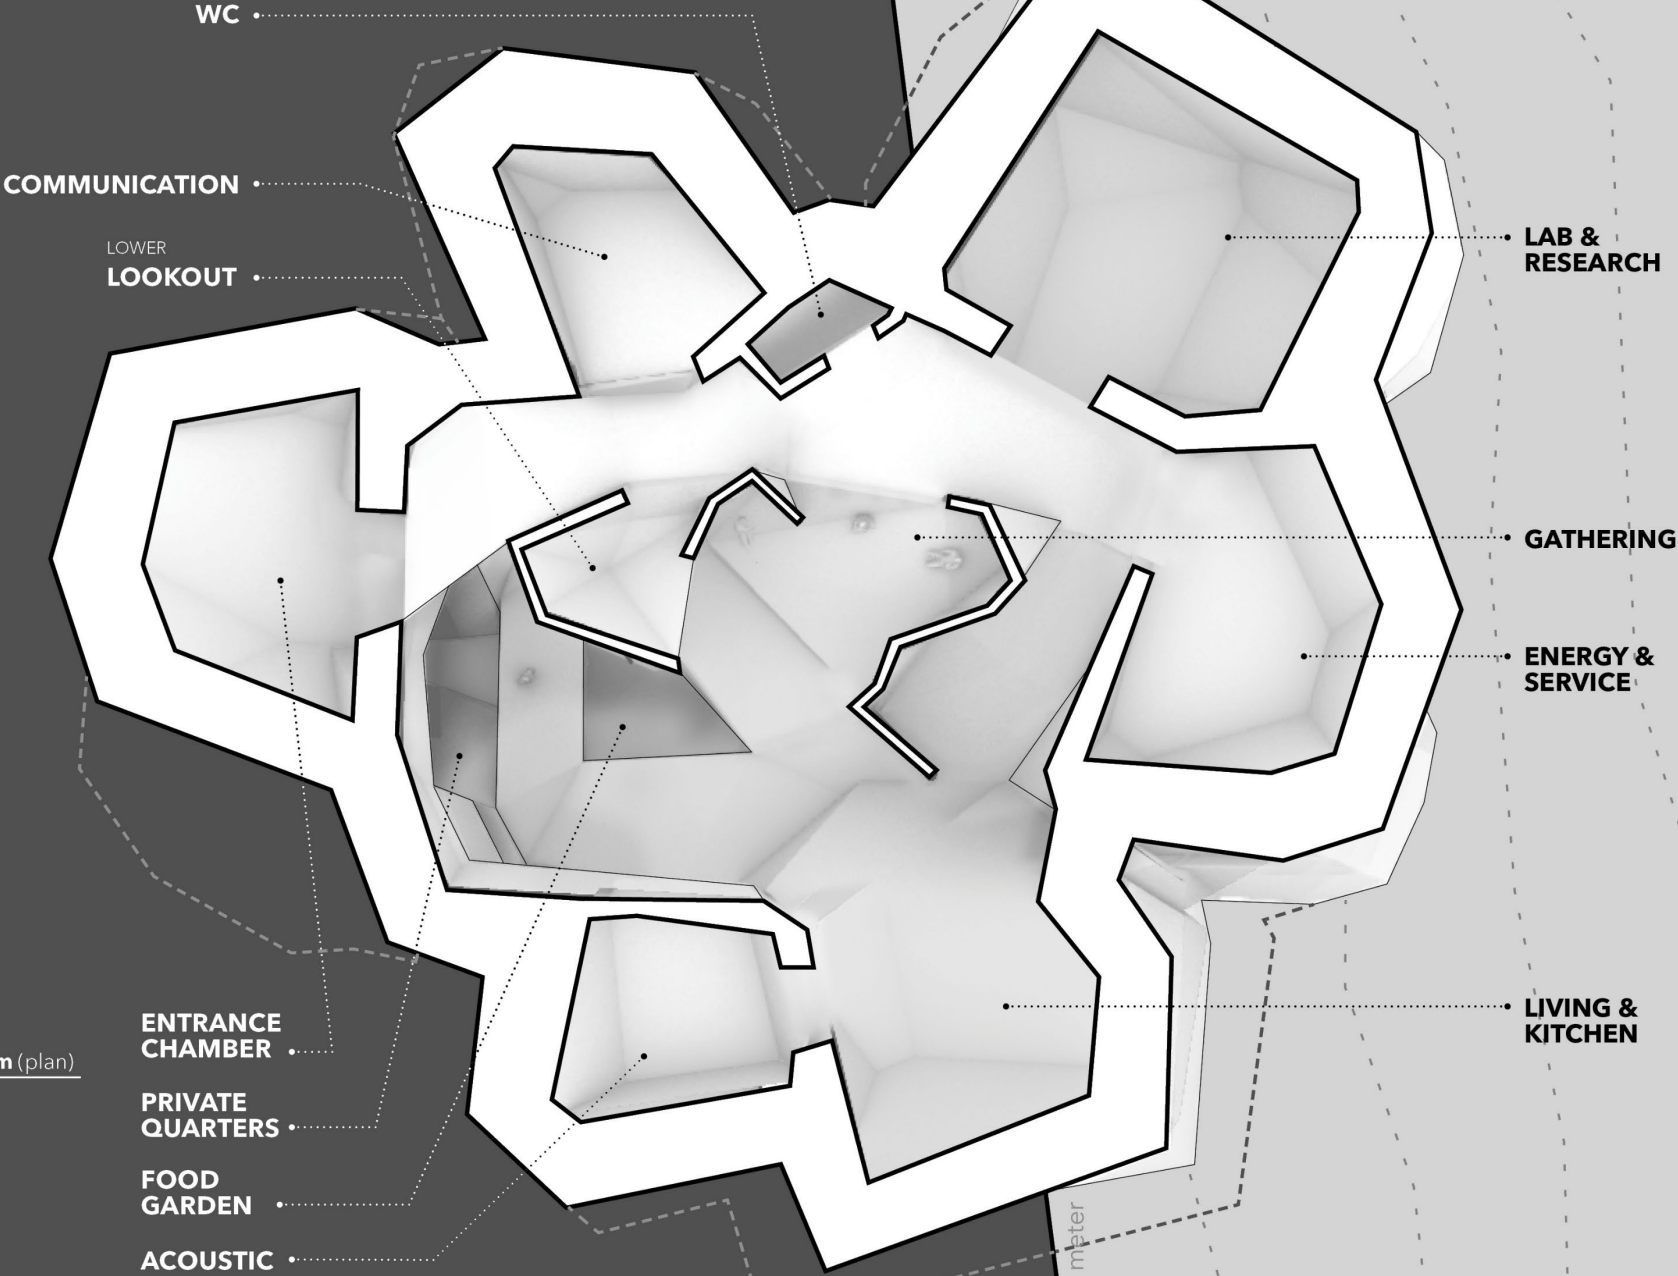 WC
COMMUNICATION
LOWER
LOOKOUT
LAB &
RESEARCH
GATHERING
ENERGY &
SERVICE
LIVING &
KITCHEN
ENTRANCE
CHAMBER
m (plan)
PRIVATE
QUARTERS
FOOD
GARDEN
ACOUSTIC
meter